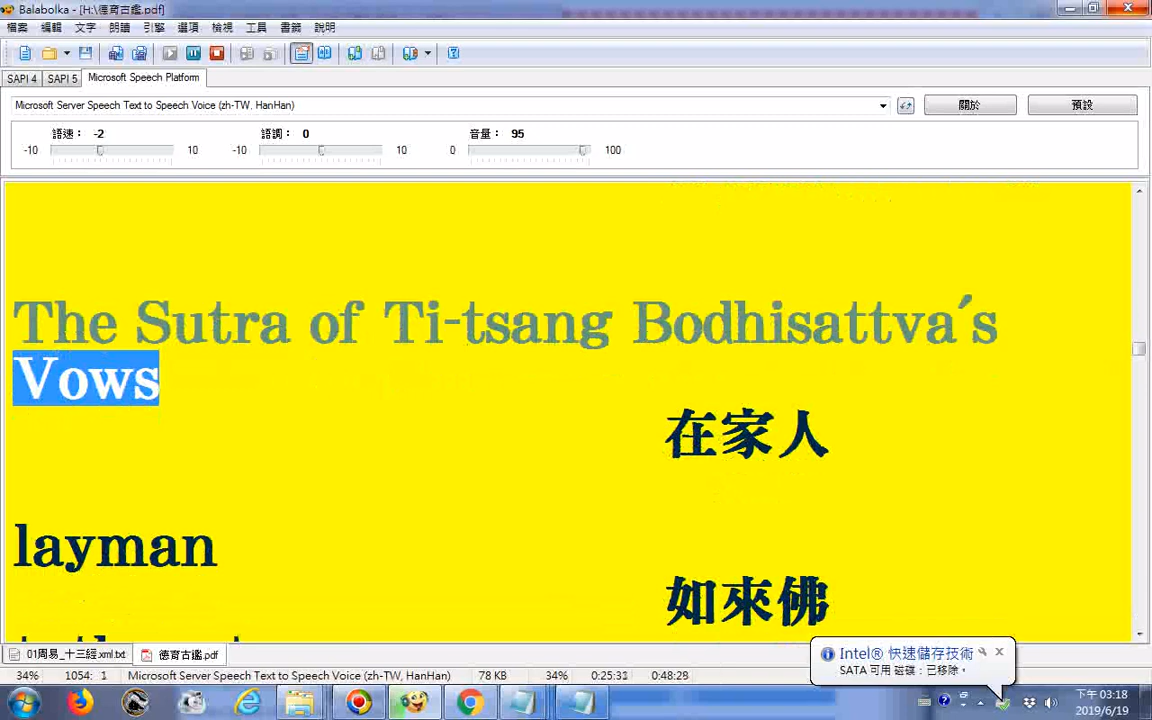 Balabolka - [H:\德育古鑑.pdf]
檔案 編輯 文字 朗讀 引擎 選項 檢視 工具 書籤 說明
SAPI 4 SAPI 5 Microsoft Speech Platform
Microsoft Server Speech Text to Speech Voice (zh-TW, HanHan)
關於 預設
語速： -2 語調： 0 音量： 95
-10 10 -10 10 0 100
The Sutra of Ti-tsang Bodhisattva's
Vows
在家人
layman
如來佛
Intel® 快速儲存技術
SATA 可用 磁碟：已移除。
01周易_十三經.xml.txt 德育古鑑.pdf
34% 1054: 1 Microsoft Server Speech Text to Speech Voice (zh-TW, HanHan) 78 KB 34% 0:25:31 0:48:28
下午 03:18
2019/6/19